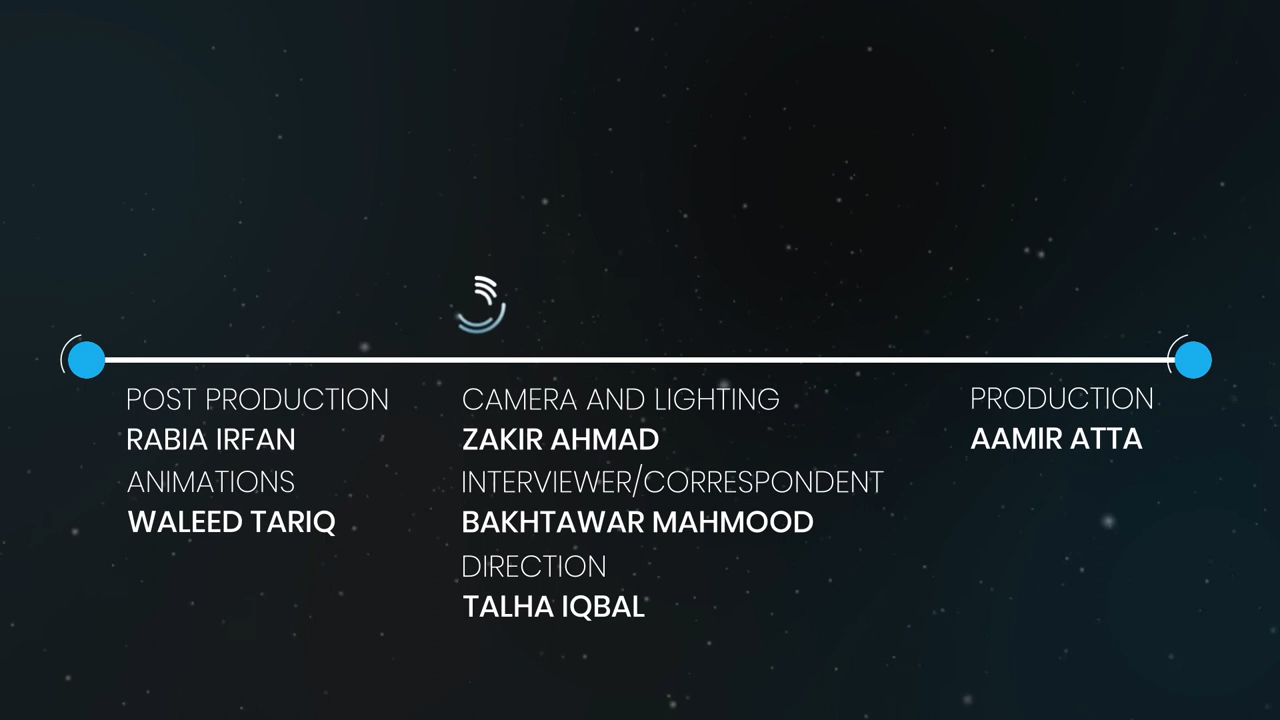 POST PRODUCTION
RABIA IRFAN
ANIMATIONS
WALEED TARIQ
CAMERA AND LIGHTING
ZAKIR AHMAD
INTERVIEWER/CORRESPONDENT
BAKHTAWAR MAHMOOD
DIRECTION
TALHA IQBAL
PRODUCTION
AAMIR ATTA